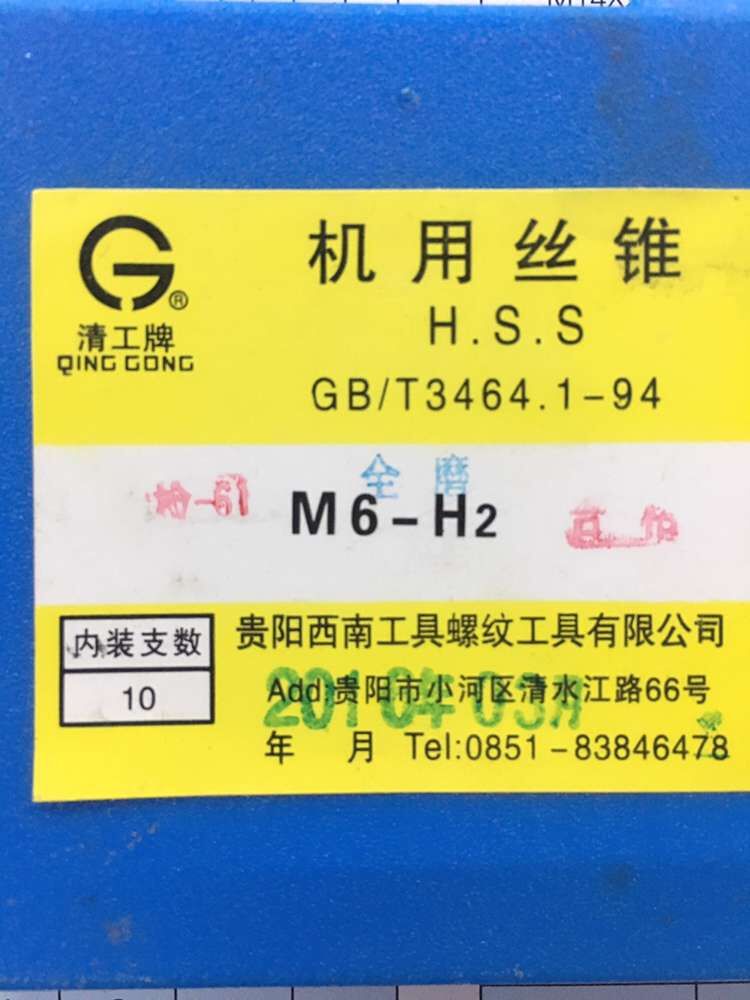 清工牌
QING GONG
®
机用丝锥
H.S.S
GB/T3464.1-94
全磨
M6-H2
内装支数
10
贵阳西南工具螺纹工具有限公司
Add:贵阳市小河区清水江路66号
年 月 Tel:0851-83846478